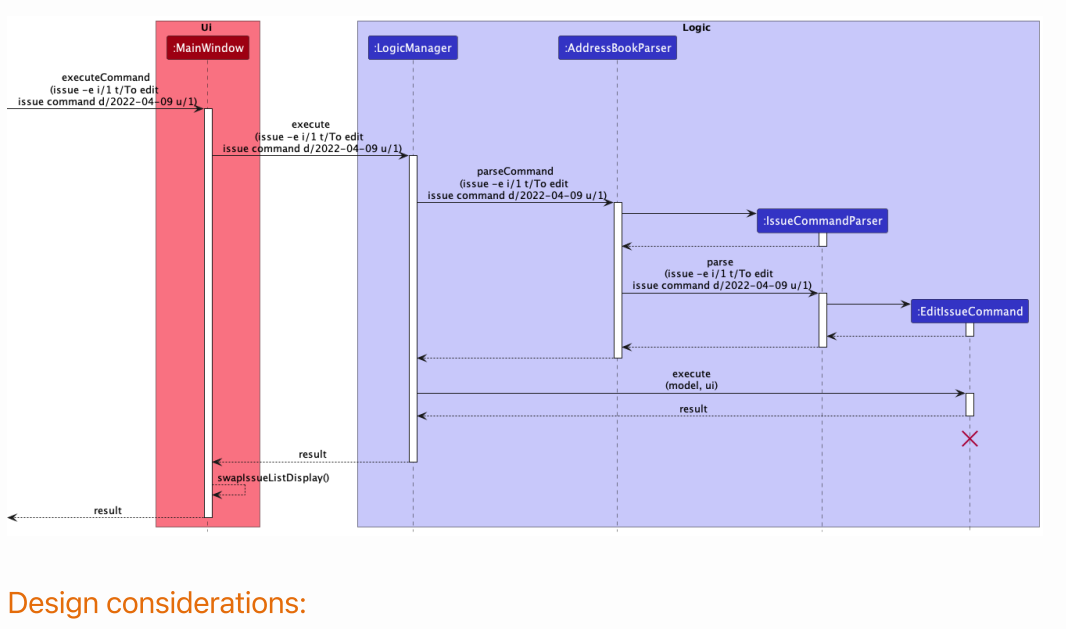 Ui
Logic
:MainWindow
:LogicManager
:AddressBookParser
executeCommand
(issue -e i/1 t/To edit
issue command d/2022-04-09 u/1)
execute
(issue -e i/1 t/To edit
issue command d/2022-04-09 u/1)
parseCommand
(issue -e i/1 t/To edit
issue command d/2022-04-09 u/1)
:IssueCommandParser
parse
(issue -e i/1 t/To edit
issue command d/2022-04-09 u/1)
:EditIssueCommand
execute
(model, ui)
result
result
swapIssueListDisplay()
result
Design considerations: